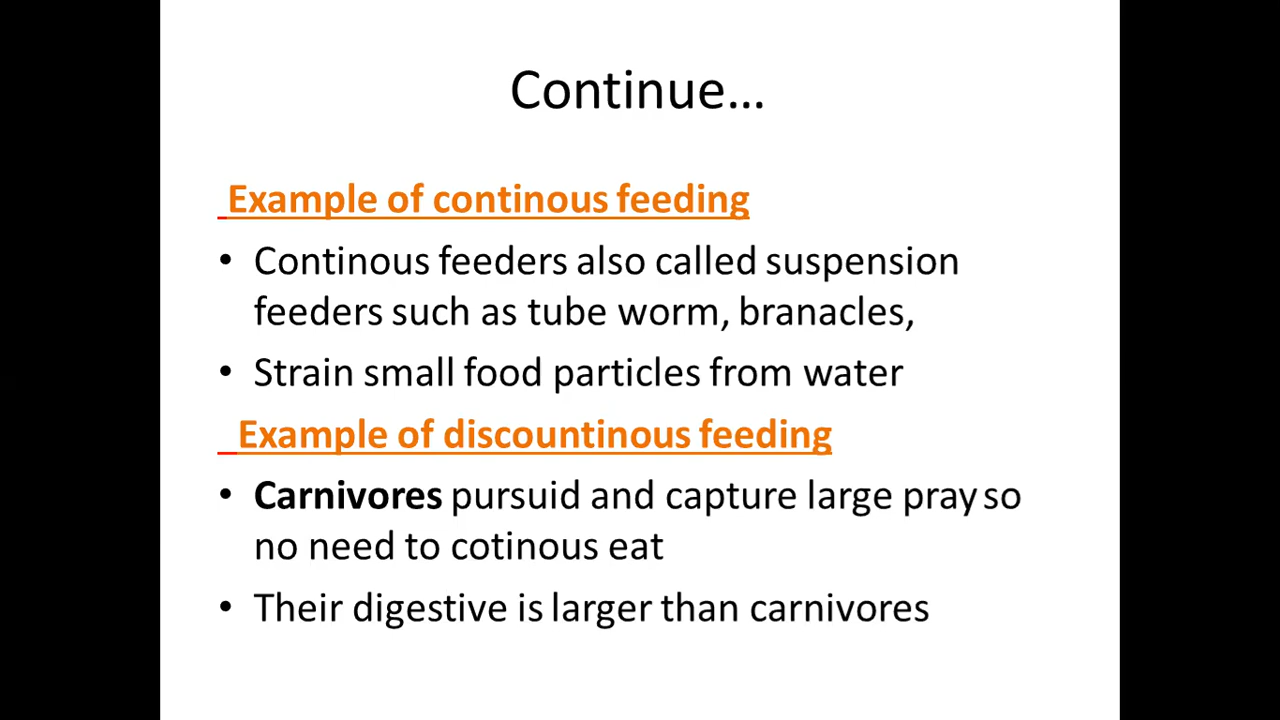 Continue...
Example of continous feeding
• Continous feeders also called suspension
feeders such as tube worm, branacles,
• Strain small food particles from water
Example of discountinous feeding
• Carnivores pursuid and capture large pray so
no need to cotinous eat
• Their digestive is larger than carnivores